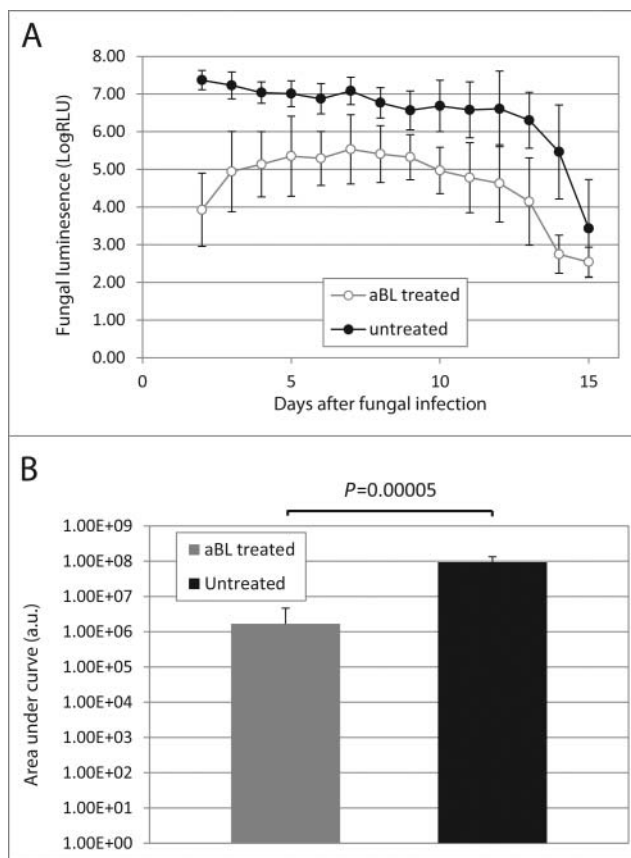 A
8.00
7.00
6.00
5.00
4.00
3.00
2.00
1.00
0.00
Fungal luminesence (LogRLU)
aBL treated
untreated
0 5 10 15
Days after fungal infection
B
P=0.00005
1.00E+09
1.00E+08
1.00E+07
1.00E+06
1.00E+05
1.00E+04
1.00E+03
1.00E+02
1.00E+01
1.00E+00
Area under curve (a.u.)
aBL treated
Untreated